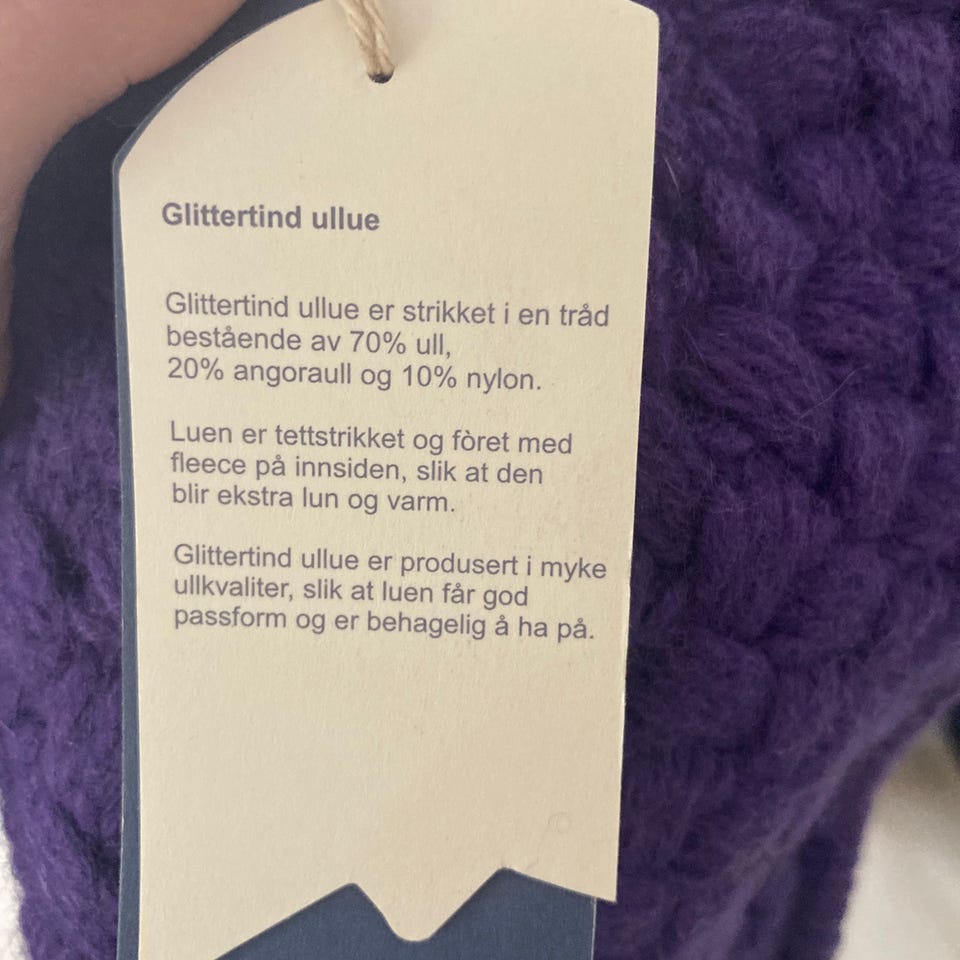 Glittertind ullue
Glittertind ullue er strikket i en tråd
bestående av 70% ull,
20% angoraull og 10% nylon.
Luen er tettstrikket og fòret med
fleece på innsiden, slik at den
blir ekstra lun og varm.
Glittertind ullue er produsert i myke
ullkvaliter, slik at luen får god
passform og er behagelig å ha på.